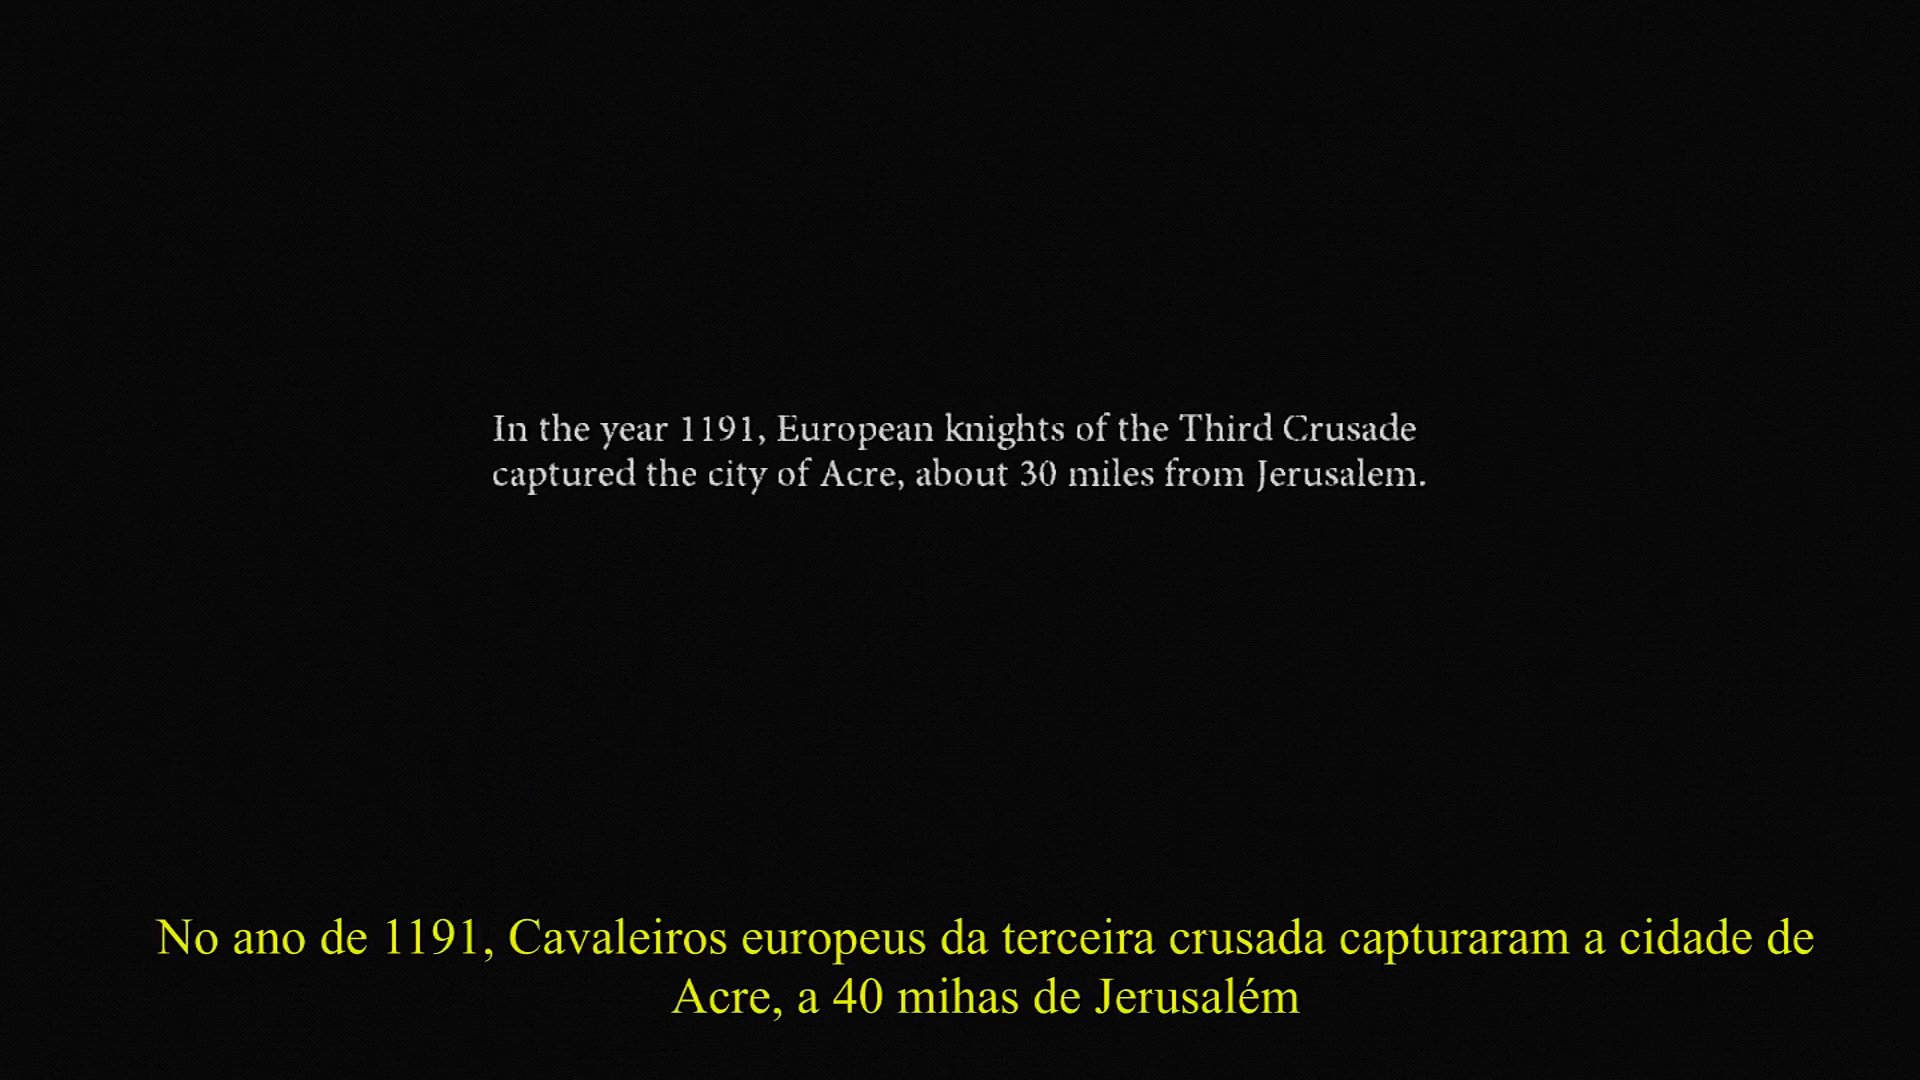 In the year 1191, European knights of the Third Crusade
captured the city of Acre, about 30 miles from Jerusalem.
No ano de 1191, Cavaleiros europeus da terceira crusada capturaram a cidade de
Acre, a 40 mihas de Jerusalém